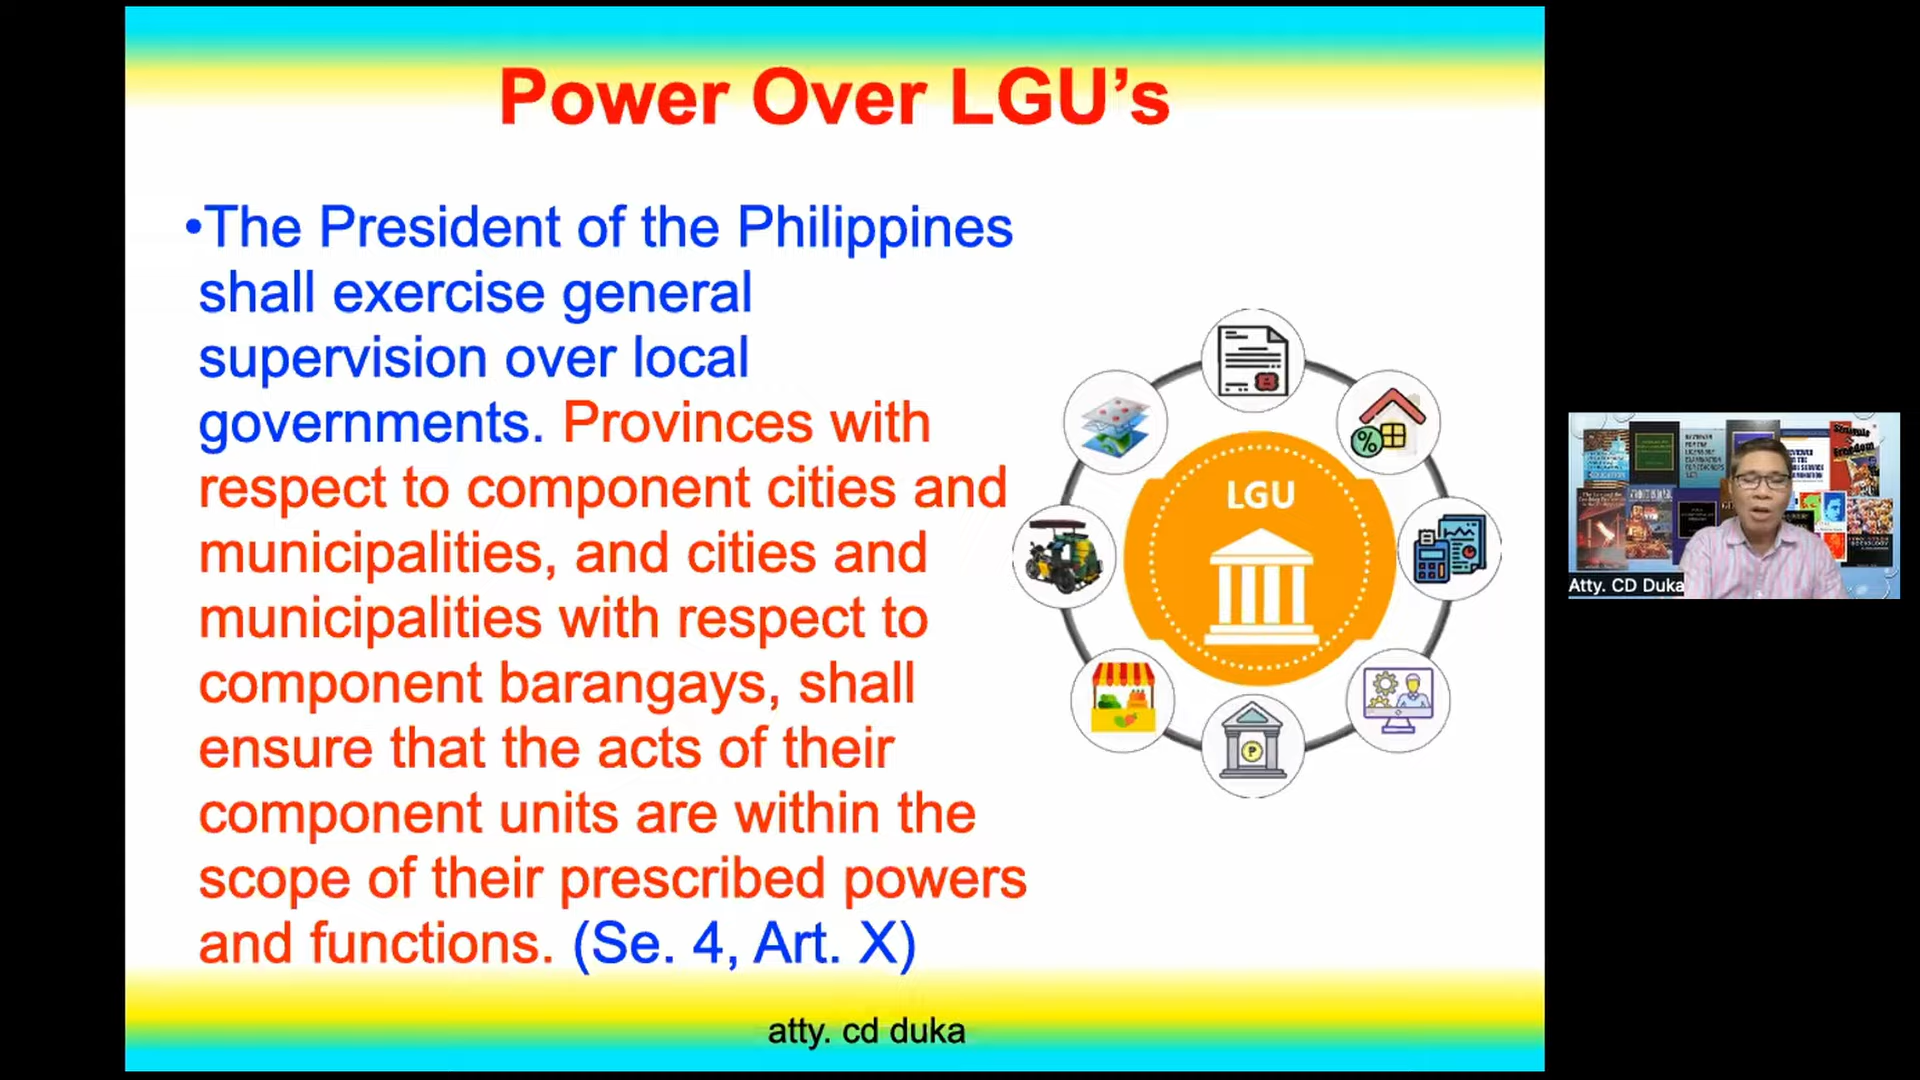 Power Over LGU's
•The President of the Philippines
shall exercise general
supervision over local
governments. Provinces with
respect to component cities and
municipalities, and cities and
municipalities with respect to
component barangays, shall
ensure that the acts of their
component units are within the
scope of their prescribed powers
and functions. (Se. 4, Art. X)
LGU
%
₱
atty. cd duka
Atty. CD Duka